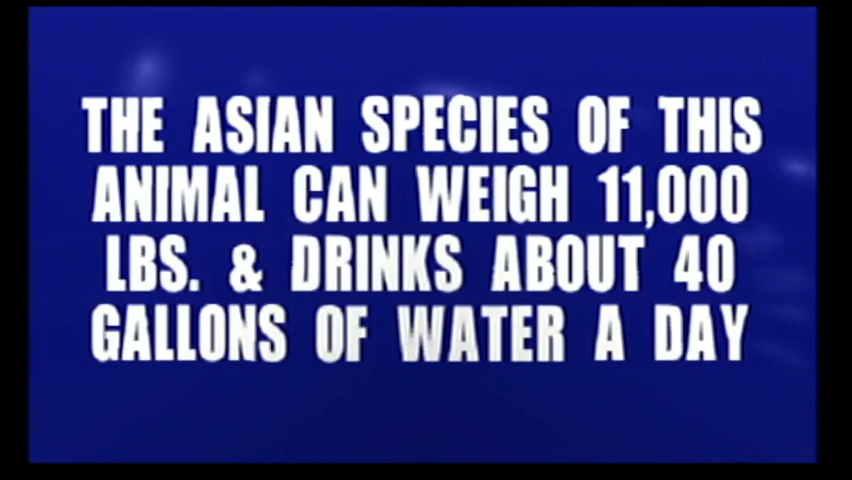 THE ASIAN SPECIES OF THIS
ANIMAL CAN WEIGH 11,000
LBS. & DRINKS ABOUT 40
GALLONS OF WATER A DAY